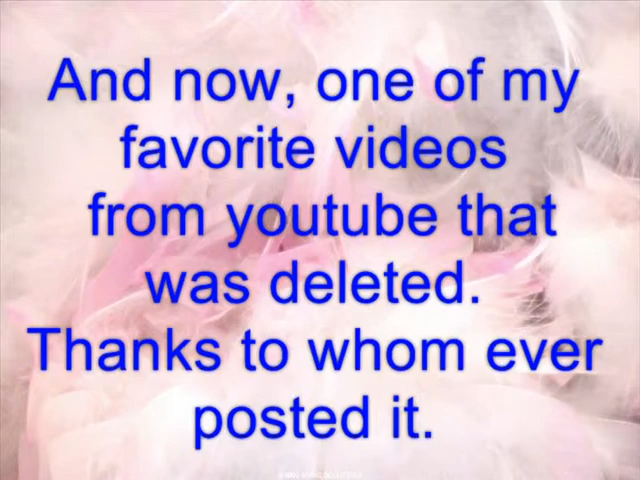 And now, one of my
favorite videos
from youtube that
was deleted.
Thanks to whom ever
posted it.